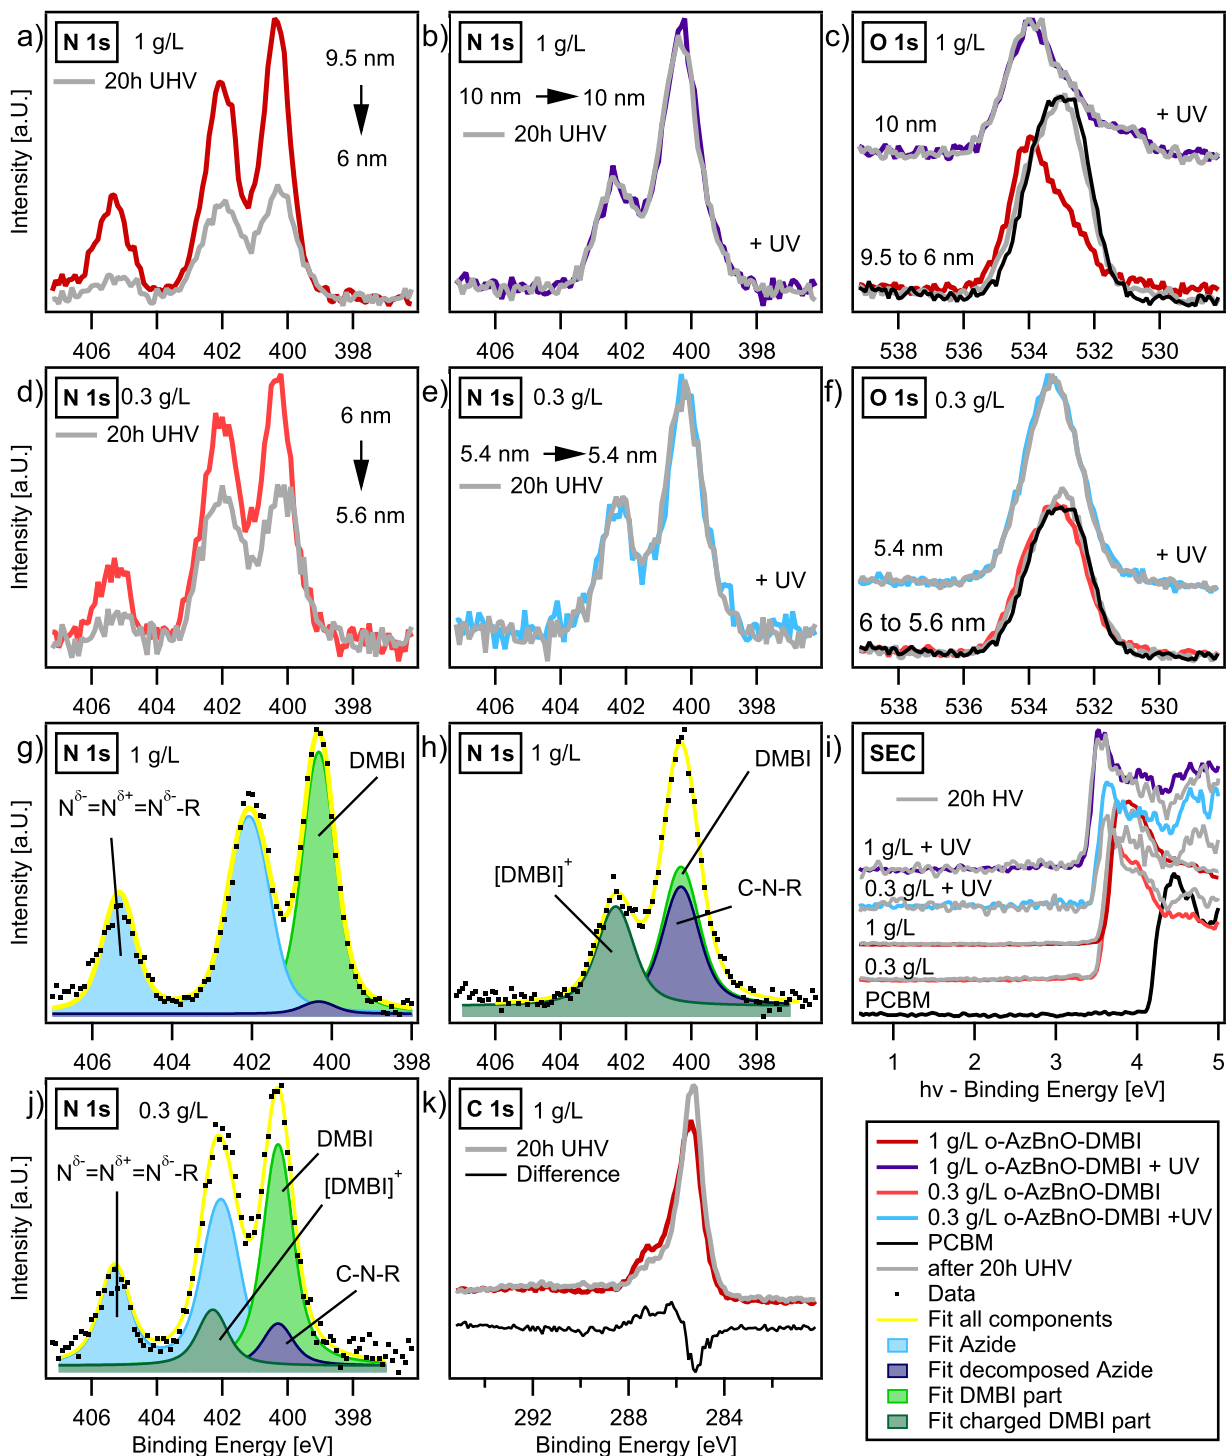 a)
N 1s 1 g/L
20h UHV
9.5 nm
6 nm
Intensity [a.U.]
406 404 402 400 398
b)
N 1s 1 g/L
10 nm 10 nm
20h UHV
+ UV
406 404 402 400 398
c)
O 1s 1 g/L
10 nm
+ UV
9.5 to 6 nm
538 536 534 532 530
d)
N 1s 0.3 g/L
20h UHV
6 nm
5.6 nm
Intensity [a.U.]
406 404 402 400 398
e)
N 1s 0.3 g/L
5.4 nm 5.4 nm
20h UHV
+ UV
406 404 402 400 398
f)
O 1s 0.3 g/L
5.4 nm
+ UV
6 to 5.6 nm
538 536 534 532 530
g)
N 1s 1 g/L
DMBI
N^δ-=N^δ+=N^δ--R
Intensity [a.U.]
406 404 402 400 398
h)
N 1s 1 g/L
DMBI
[DMBI]^+
C-N-R
406 404 402 400 398
i)
SEC
20h HV
1 g/L + UV
0.3 g/L + UV
1 g/L
0.3 g/L
PCBM
1 2 3 4 5
hv - Binding Energy [eV]
j)
N 1s 0.3 g/L
DMBI
N^δ-=N^δ+=N^δ--R
[DMBI]^+
C-N-R
Intensity [a.U.]
406 404 402 400 398
Binding Energy [eV]
k)
C 1s 1 g/L
20h UHV
Difference
292 288 284
Binding Energy [eV]
1 g/L o-AzBnO-DMBI
1 g/L o-AzBnO-DMBI + UV
0.3 g/L o-AzBnO-DMBI
0.3 g/L o-AzBnO-DMBI +UV
PCBM
after 20h UHV
Data
Fit all components
Fit Azide
Fit decomposed Azide
Fit DMBI part
Fit charged DMBI part